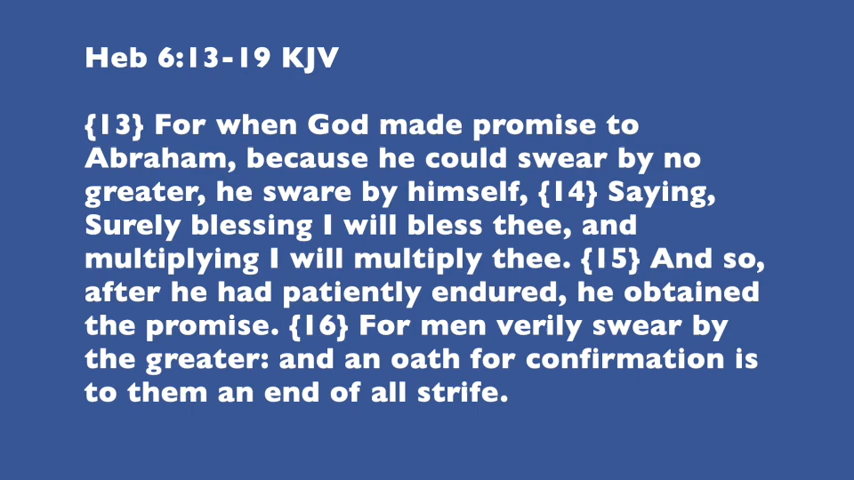 Heb 6:13-19 KJV
{13} For when God made promise to
Abraham, because he could swear by no
greater, he sware by himself, {14} Saying,
Surely blessing I will bless thee, and
multiplying I will multiply thee. {15} And so,
after he had patiently endured, he obtained
the promise. {16} For men verily swear by
the greater: and an oath for confirmation is
to them an end of all strife.